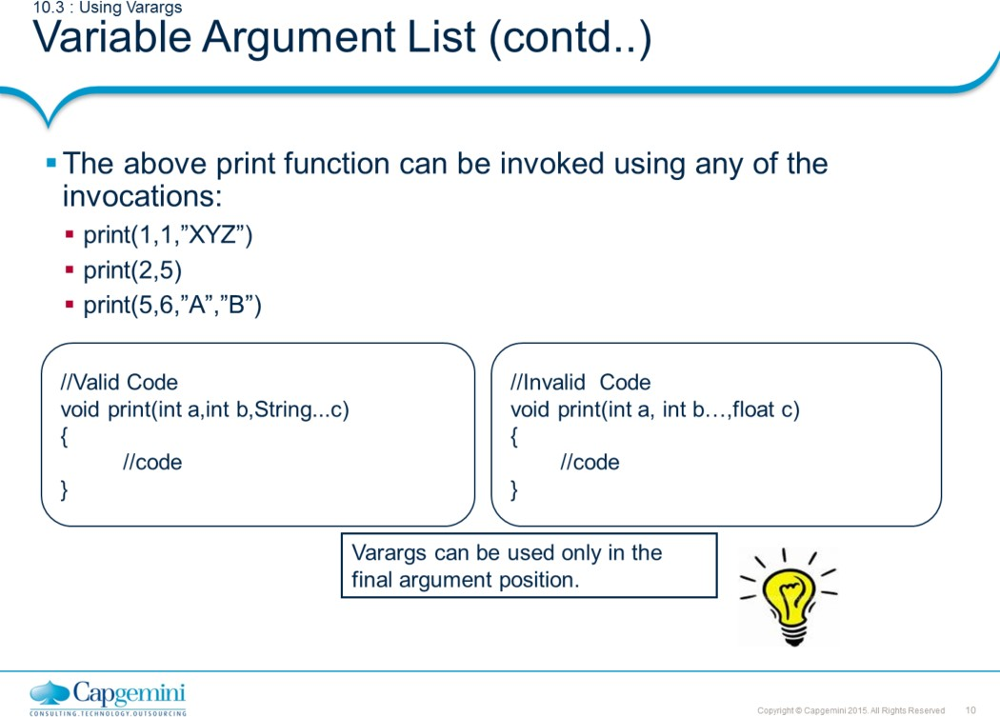 10.3 : Using Varargs
Variable Argument List (contd..)
The above print function can be invoked using any of the
invocations:
print(1,1,”XYZ”)
print(2,5)
print(5,6,”A”,”B”)
//Valid Code
void print(int a,int b,String...c)
{
//code
}
//Invalid  Code
void print(int a, int b…,float c)
{
//code
}
Varargs can be used only in the
final argument position.
Capgemini
CONSULTING.TECHNOLOGY.OUTSOURCING
Copyright © Capgemini 2015. All Rights Reserved 10